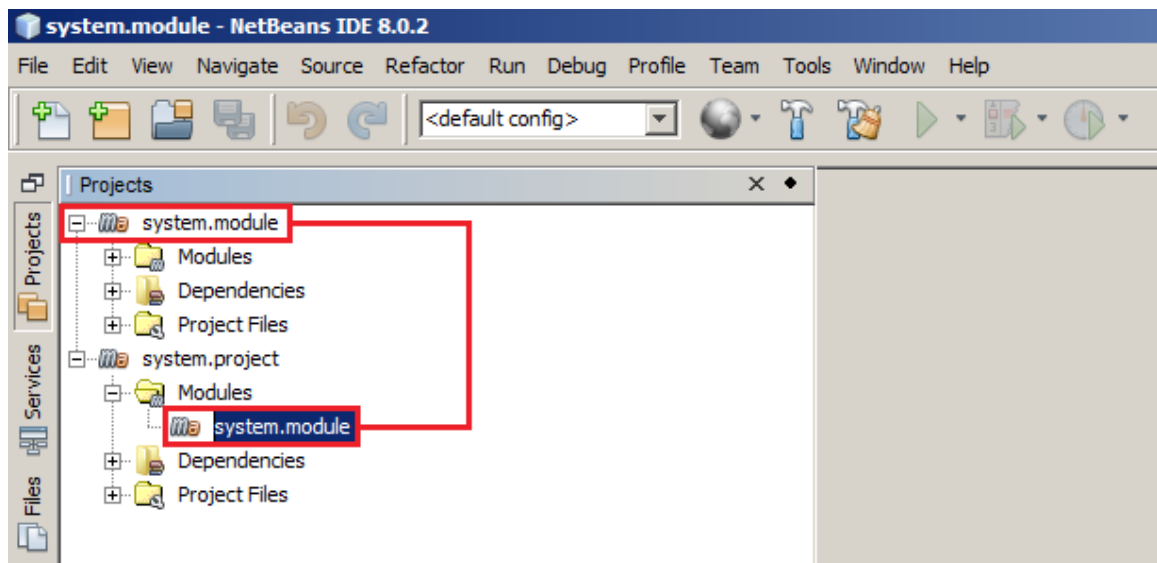 system.module - NetBeans IDE 8.0.2
File Edit View Navigate Source Refactor Run Debug Profile Team Tools Window Help
<default config>
Projects
Projects
Services
Files
system.module
Modules
Dependencies
Project Files
system.project
Modules
system.module
Dependencies
Project Files